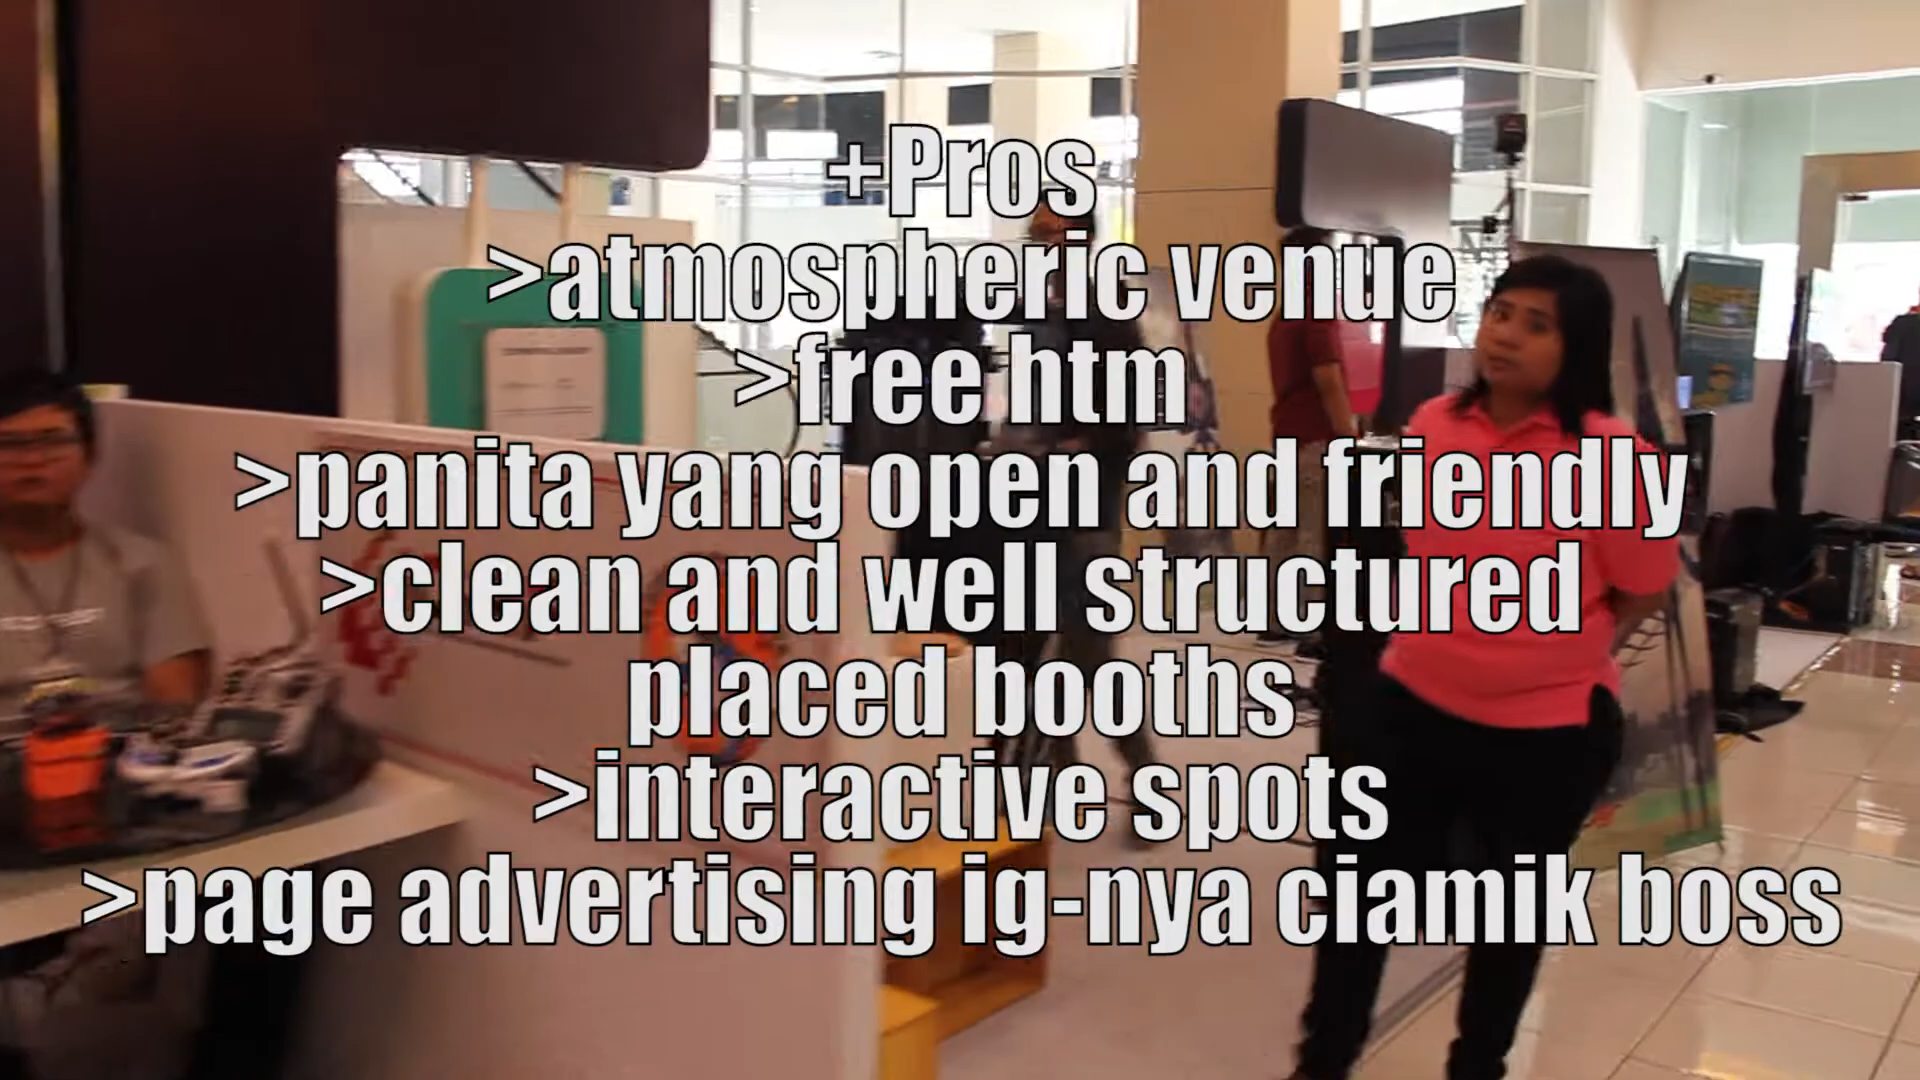 +Pros
>atmospheric venue
>free htm
>panita yang open and friendly
>clean and well structured
placed booths
>interactive spots
>page advertising ig-nya ciamik boss